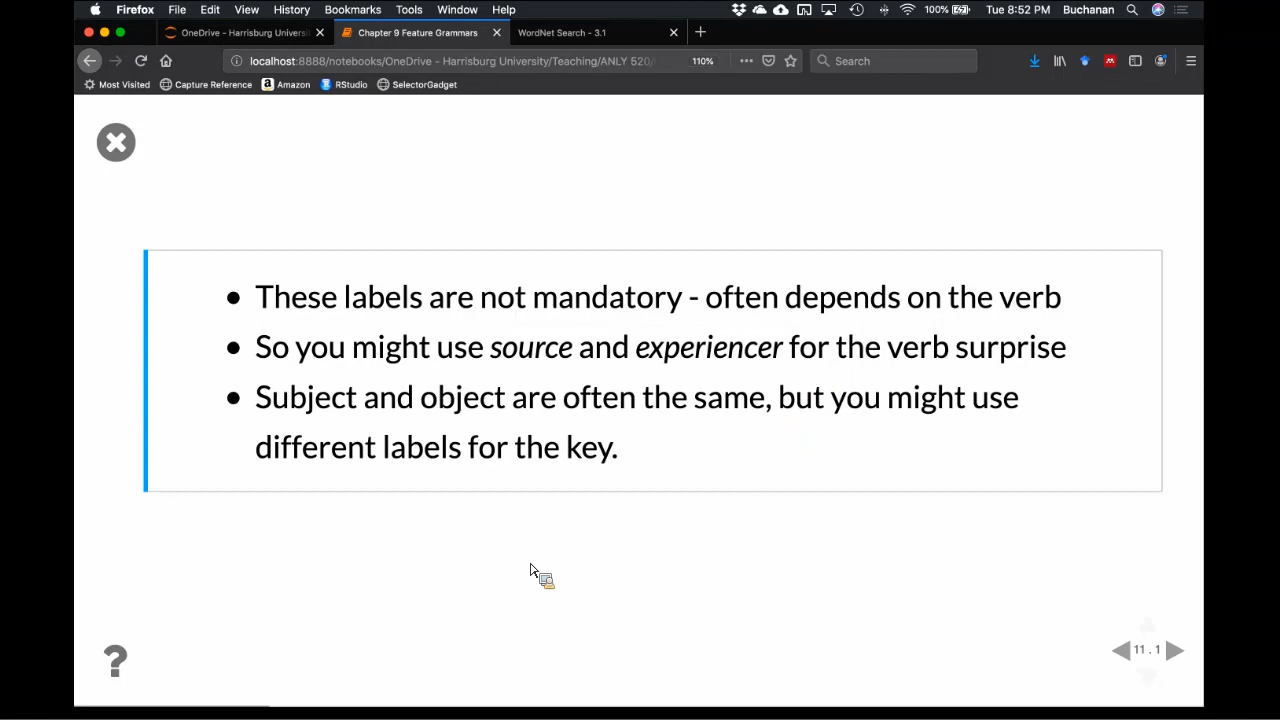 Firefox File Edit View History Bookmarks Tools Window Help 100% Tue 8:52 PM Buchanan
OneDrive - Harrisburg Universi Chapter 9 Feature Grammars WordNet Search - 3.1
localhost:8888/notebooks/OneDrive - Harrisburg University/Teaching/ANLY 520/ 110% Search
Most Visited Capture Reference Amazon RStudio SelectorGadget
These labels are not mandatory - often depends on the verb
So you might use source and experiencer for the verb surprise
Subject and object are often the same, but you might use
different labels for the key.
? 11.1